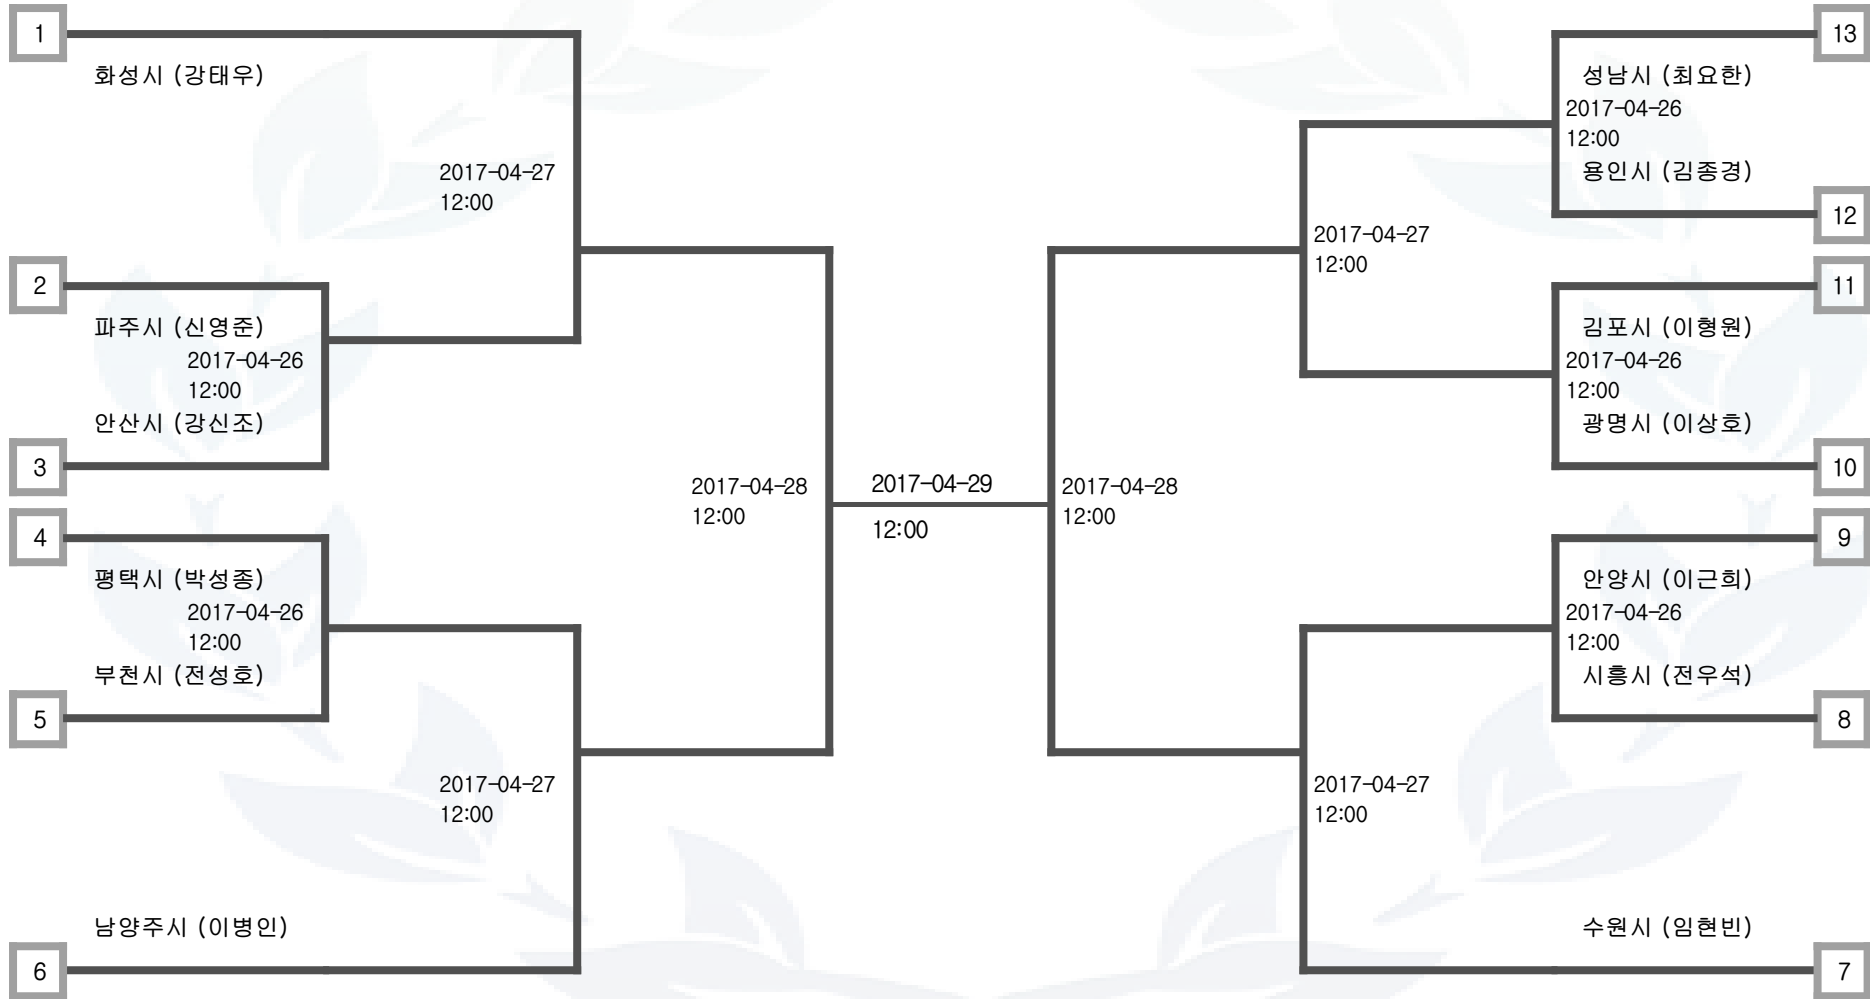 1
화성시 (강태우)
2017-04-27
12:00
2
파주시 (신영준)
2017-04-26
12:00
안산시 (강신조)
3
4
평택시 (박성종)
2017-04-26
12:00
부천시 (전성호)
5
2017-04-27
12:00
남양주시 (이병인)
6
2017-04-28
12:00
2017-04-29
12:00
2017-04-28
12:00
13
성남시 (최요한)
2017-04-26
12:00
용인시 (김종경)
12
2017-04-27
12:00
11
김포시 (이형원)
2017-04-26
12:00
광명시 (이상호)
10
9
안양시 (이근희)
2017-04-26
12:00
시흥시 (전우석)
8
2017-04-27
12:00
수원시 (임현빈)
7